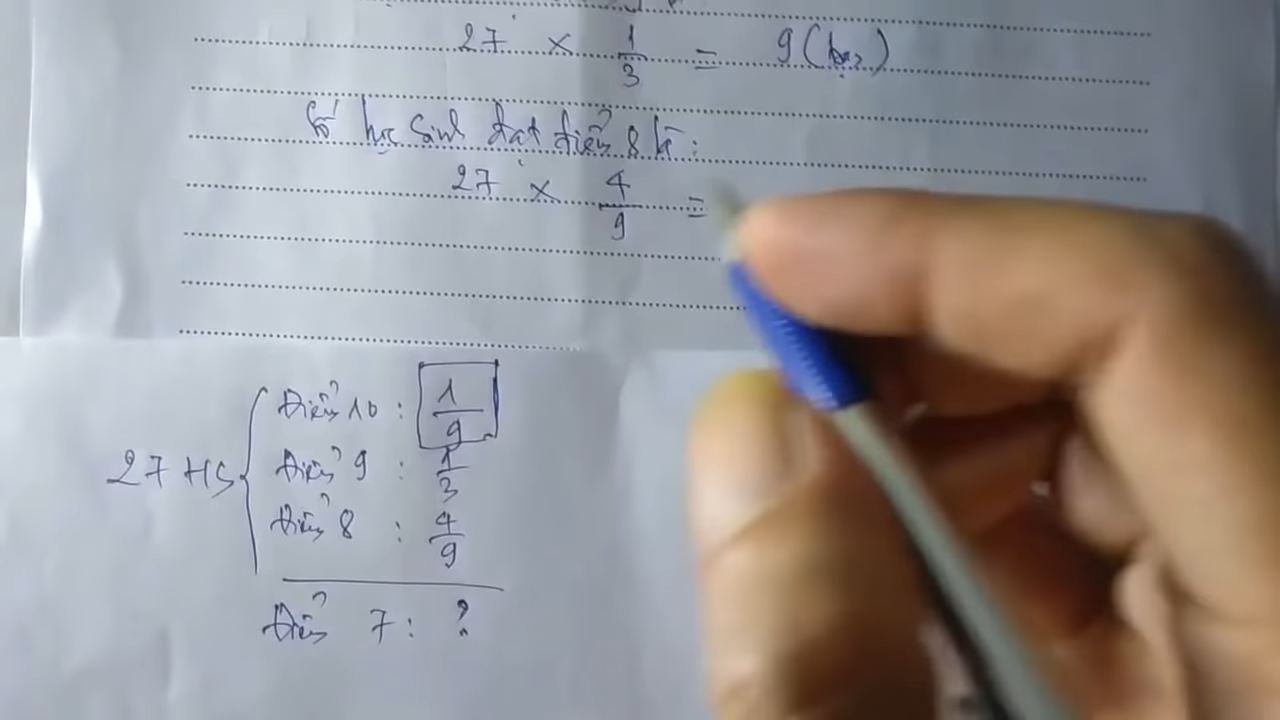 27 × 1/3 = 9 (bạn)
Số học sinh đạt điểm 8 là:
27 × 4/9 =
27 HS
Điểm 10 : 1/9
Điểm 9 : 1/3
Điểm 8 : 4/9
Điểm 7 : ?